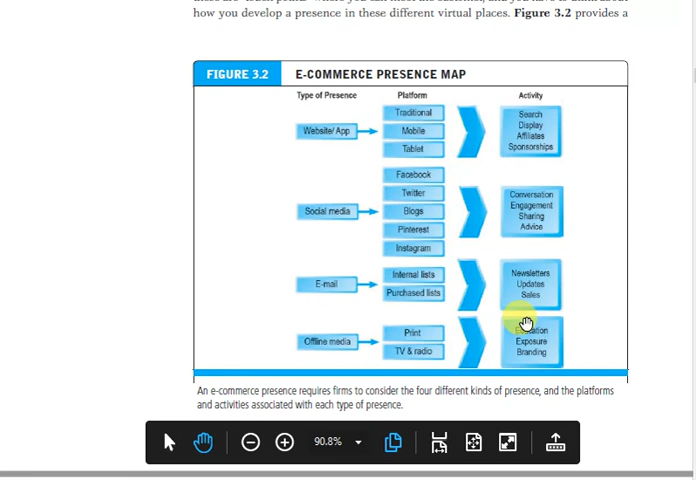 how you develop a presence in these different virtual places. Figure 3.2 provides a
FIGURE 3.2 E-COMMERCE PRESENCE MAP
Type of Presence Platform Activity
Website/ App
Traditional
Mobile
Tablet
Search
Display
Affiliates
Sponsorships
Social media
Facebook
Twitter
Blogs
Pinterest
Instagram
Conversation
Engagement
Sharing
Advice
E-mail
Internal lists
Purchased lists
Newsletters
Updates
Sales
Offline media
Print
TV & radio
Exposure
Branding
An e-commerce presence requires firms to consider the four different kinds of presence, and the platforms
and activities associated with each type of presence.
90.8%